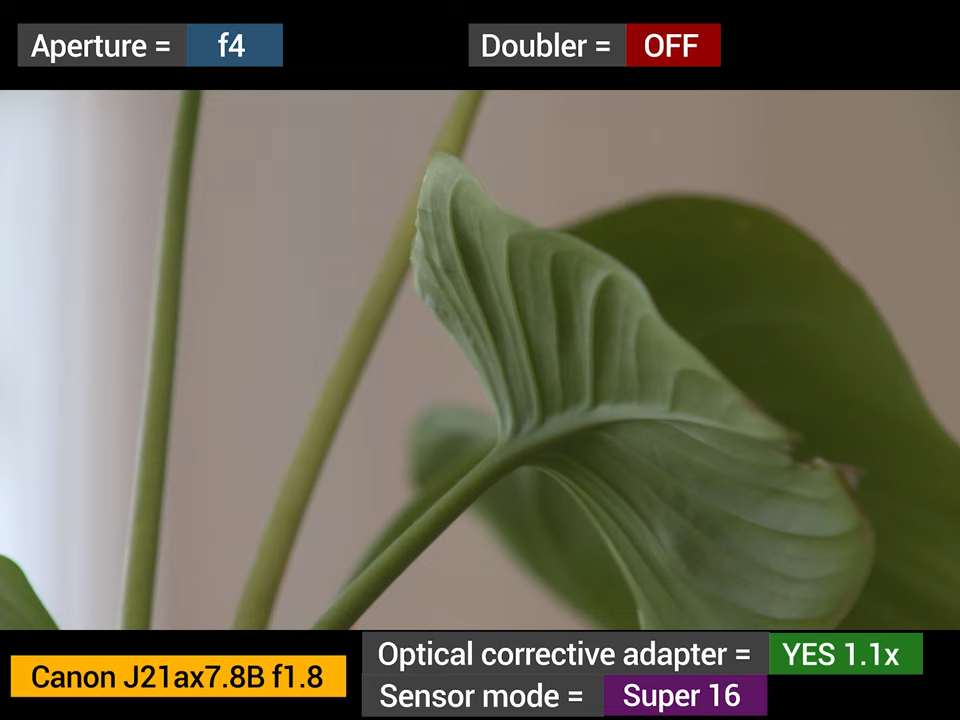 Aperture = f4
Doubler = OFF
Optical corrective adapter = YES 1.1x
Canon J21ax7.8B f1.8
Sensor mode = Super 16